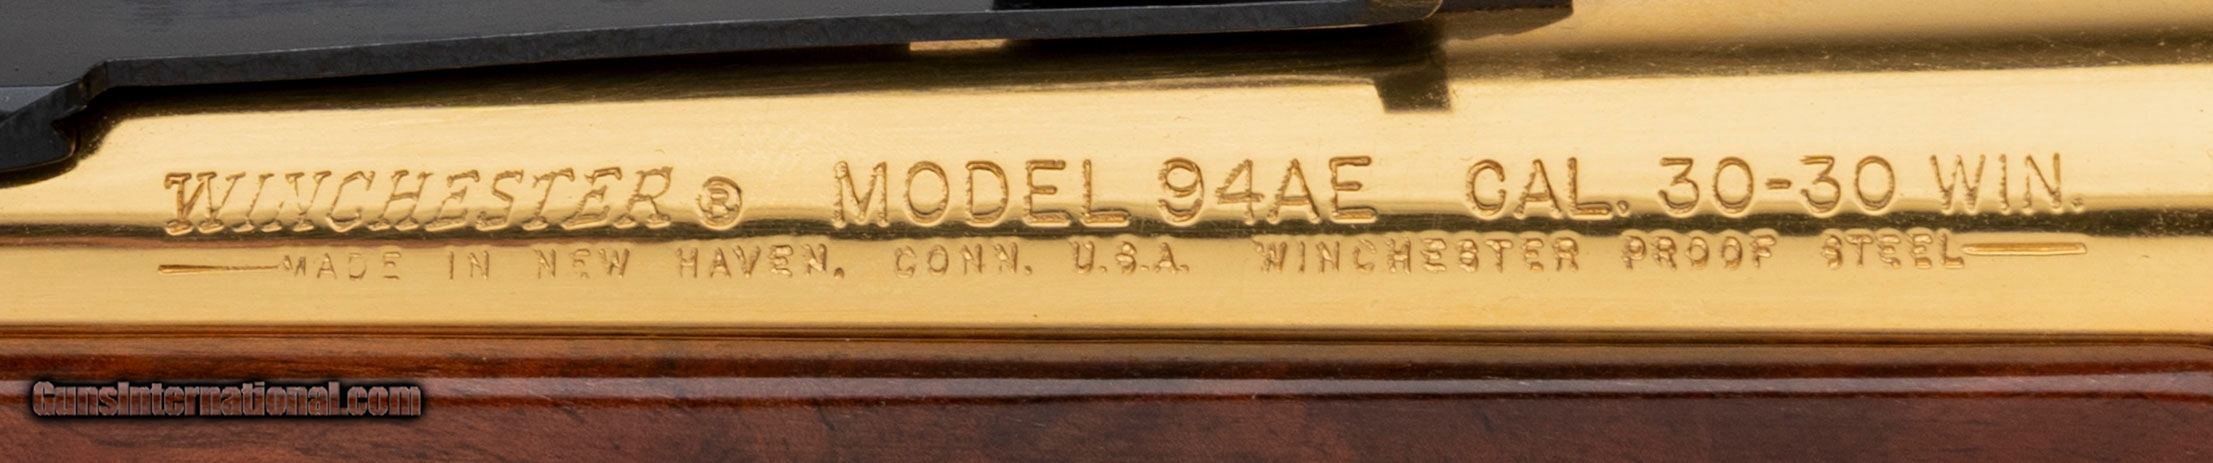 WINCHESTER® MODEL 94AE CAL. 30-30 WIN.
—MADE IN NEW HAVEN, CONN. U.S.A. WINCHESTER PROOF STEEL—
GunsInternational.com